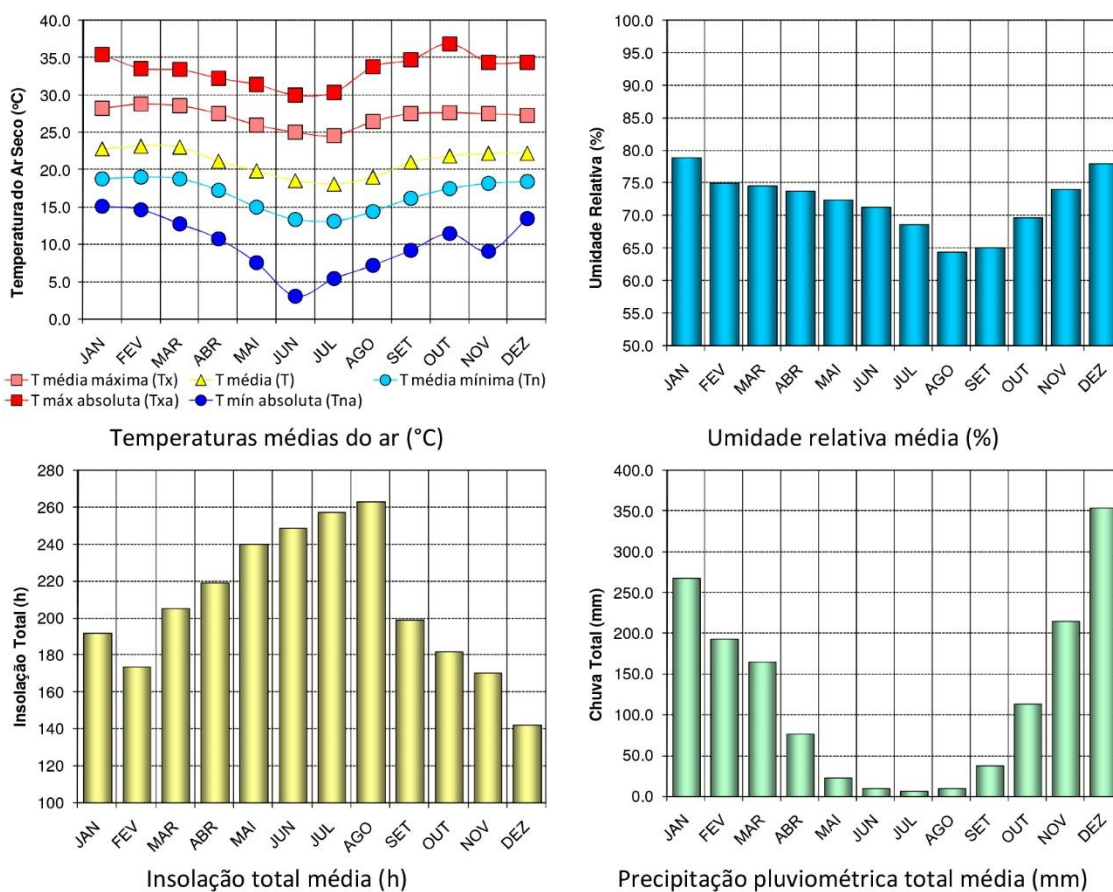 Temperatura do Ar Seco (ºC)
40.0
35.0
30.0
25.0
20.0
15.0
10.0
5.0
0.0
JAN FEV MAR ABR MAI JUN JUL AGO SET OUT NOV DEZ
T média máxima (Tx) T média (T) T média mínima (Tn)
T máx absoluta (Txa) T mín absoluta (Tna)
Temperaturas médias do ar (°C)
Umidade Relativa (%)
100.0
95.0
90.0
85.0
80.0
75.0
70.0
65.0
60.0
55.0
50.0
JAN FEV MAR ABR MAI JUN JUL AGO SET OUT NOV DEZ
Umidade relativa média (%)
Insolação Total (h)
280
260
240
220
200
180
160
140
120
100
JAN FEV MAR ABR MAI JUN JUL AGO SET OUT NOV DEZ
Insolação total média (h)
Chuva Total (mm)
400.0
350.0
300.0
250.0
200.0
150.0
100.0
50.0
0.0
JAN FEV MAR ABR MAI JUN JUL AGO SET OUT NOV DEZ
Precipitação pluviométrica total média (mm)